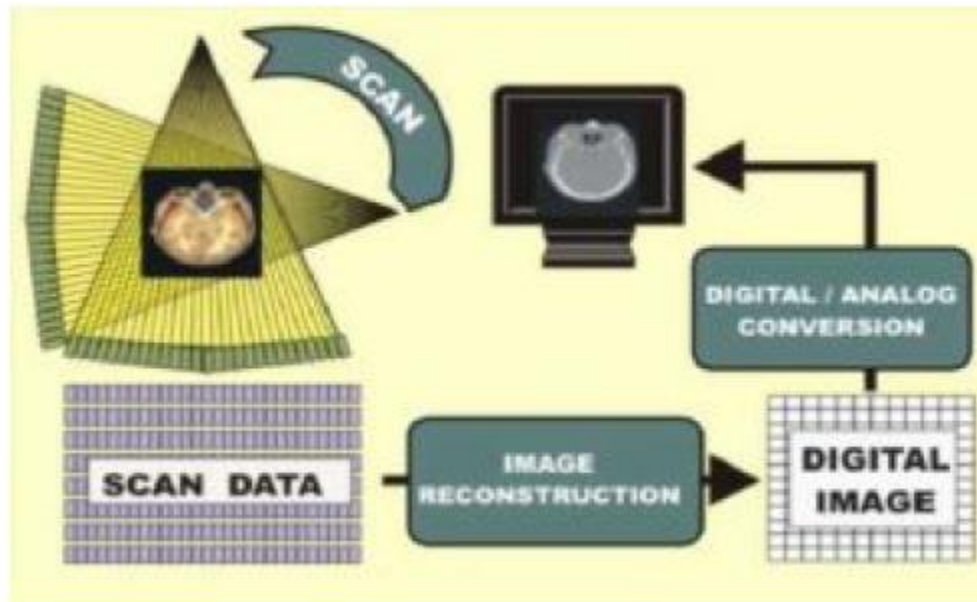 SCAN
DIGITAL / ANALOG
CONVERSION
SCAN DATA
IMAGE
RECONSTRUCTION
DIGITAL
IMAGE